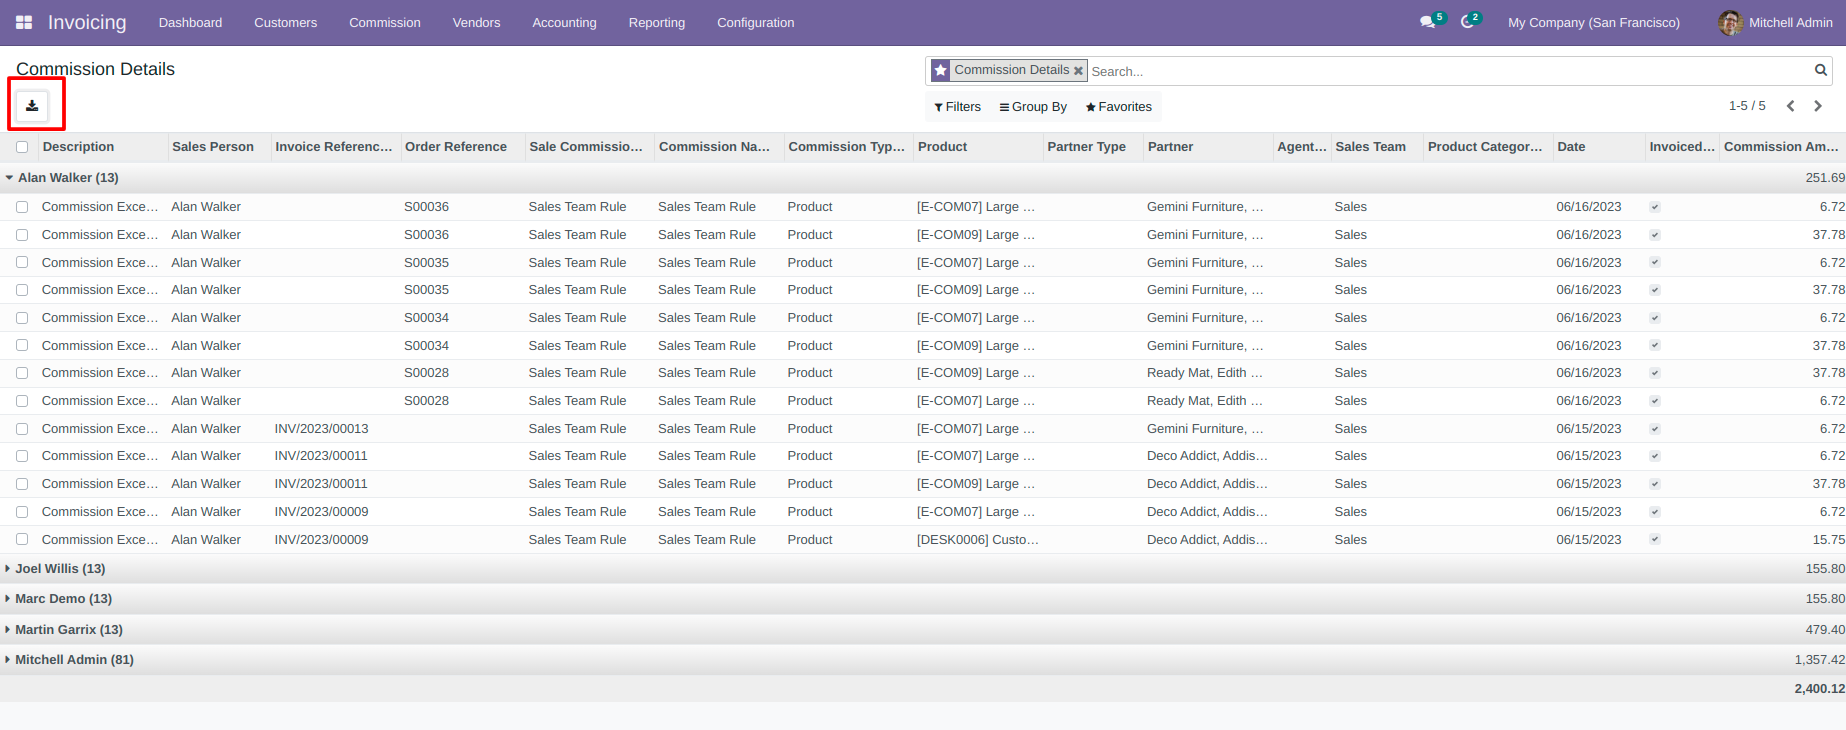 Invoicing Dashboard Customers Commission Vendors Accounting Reporting Configuration 5 2 My Company (San Francisco) Mitchell Admin
Commission Details
Commission Details Search...
Filters Group By Favorites 1-5 / 5
Description Sales Person Invoice Referenc... Order Reference Sale Commissio... Commission Na... Commission Typ... Product Partner Type Partner Agent... Sales Team Product Categor... Date Invoiced... Commission Am...
Alan Walker (13) 251.69
Commission Exce... Alan Walker S00036 Sales Team Rule Sales Team Rule Product [E-COM07] Large ... Gemini Furniture, ... Sales 06/16/2023 6.72
Commission Exce... Alan Walker S00036 Sales Team Rule Sales Team Rule Product [E-COM09] Large ... Gemini Furniture, ... Sales 06/16/2023 37.78
Commission Exce... Alan Walker S00035 Sales Team Rule Sales Team Rule Product [E-COM07] Large ... Gemini Furniture, ... Sales 06/16/2023 6.72
Commission Exce... Alan Walker S00035 Sales Team Rule Sales Team Rule Product [E-COM09] Large ... Gemini Furniture, ... Sales 06/16/2023 37.78
Commission Exce... Alan Walker S00034 Sales Team Rule Sales Team Rule Product [E-COM07] Large ... Gemini Furniture, ... Sales 06/16/2023 6.72
Commission Exce... Alan Walker S00034 Sales Team Rule Sales Team Rule Product [E-COM09] Large ... Gemini Furniture, ... Sales 06/16/2023 37.78
Commission Exce... Alan Walker S00028 Sales Team Rule Sales Team Rule Product [E-COM09] Large ... Ready Mat, Edith ... Sales 06/16/2023 37.78
Commission Exce... Alan Walker S00028 Sales Team Rule Sales Team Rule Product [E-COM07] Large ... Ready Mat, Edith ... Sales 06/16/2023 6.72
Commission Exce... Alan Walker INV/2023/00013 Sales Team Rule Sales Team Rule Product [E-COM07] Large ... Gemini Furniture, ... Sales 06/15/2023 6.72
Commission Exce... Alan Walker INV/2023/00011 Sales Team Rule Sales Team Rule Product [E-COM07] Large ... Deco Addict, Addis... Sales 06/15/2023 6.72
Commission Exce... Alan Walker INV/2023/00011 Sales Team Rule Sales Team Rule Product [E-COM09] Large ... Deco Addict, Addis... Sales 06/15/2023 37.78
Commission Exce... Alan Walker INV/2023/00009 Sales Team Rule Sales Team Rule Product [E-COM07] Large ... Deco Addict, Addis... Sales 06/15/2023 6.72
Commission Exce... Alan Walker INV/2023/00009 Sales Team Rule Sales Team Rule Product [DESK0006] Custo... Deco Addict, Addis... Sales 06/15/2023 15.75
Joel Willis (13) 155.80
Marc Demo (13) 155.80
Martin Garrix (13) 479.40
Mitchell Admin (81) 1,357.42
2,400.12